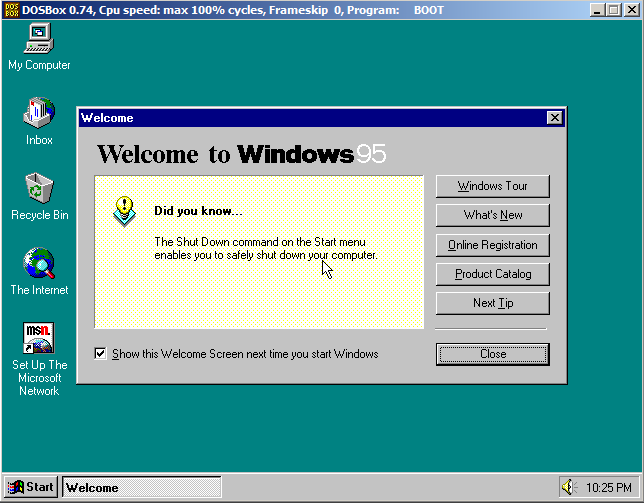 DOSBox 0.74, Cpu speed: max 100% cycles, Frameskip 0, Program: BOOT
My Computer
Inbox
Recycle Bin
The Internet
msn.
Set Up The
Microsoft
Network
Welcome
Welcome to Windows 95
Did you know...
The Shut Down command on the Start menu
enables you to safely shut down your computer.
Windows Tour
What's New
Online Registration
Product Catalog
Next Tip
Show this Welcome Screen next time you start Windows
Close
Start
Welcome
10:25 PM